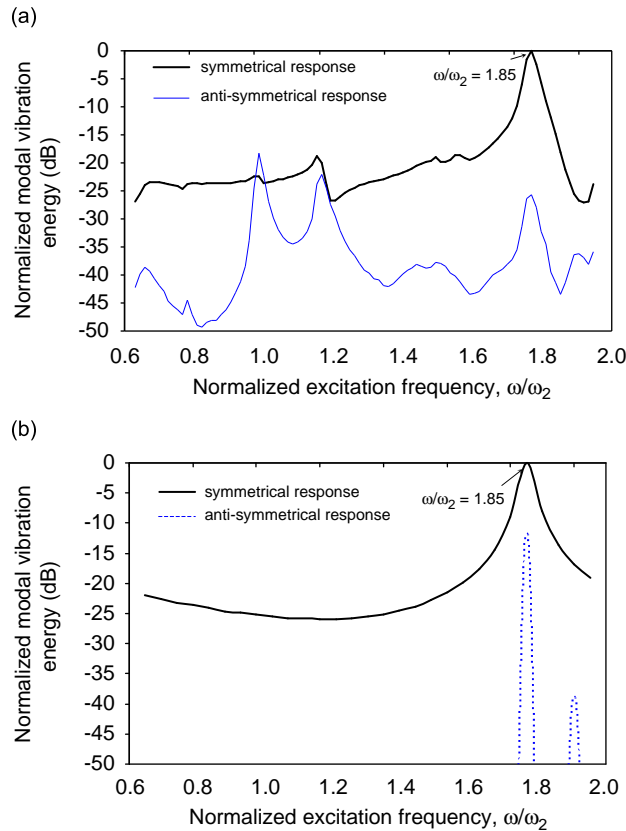 (a)
0
-5
-10
-15
-20
-25
-30
-35
-40
-45
-50
Normalized modal vibration
energy (dB)
symmetrical response
anti-symmetrical response
ω/ω₂ = 1.85
0.6 0.8 1.0 1.2 1.4 1.6 1.8 2.0
Normalized excitation frequency, ω/ω₂
(b)
0
-5
-10
-15
-20
-25
-30
-35
-40
-45
-50
Normalized modal vibration
energy (dB)
symmetrical response
anti-symmetrical response
ω/ω₂ = 1.85
0.6 0.8 1.0 1.2 1.4 1.6 1.8 2.0
Normalized excitation frequency, ω/ω₂